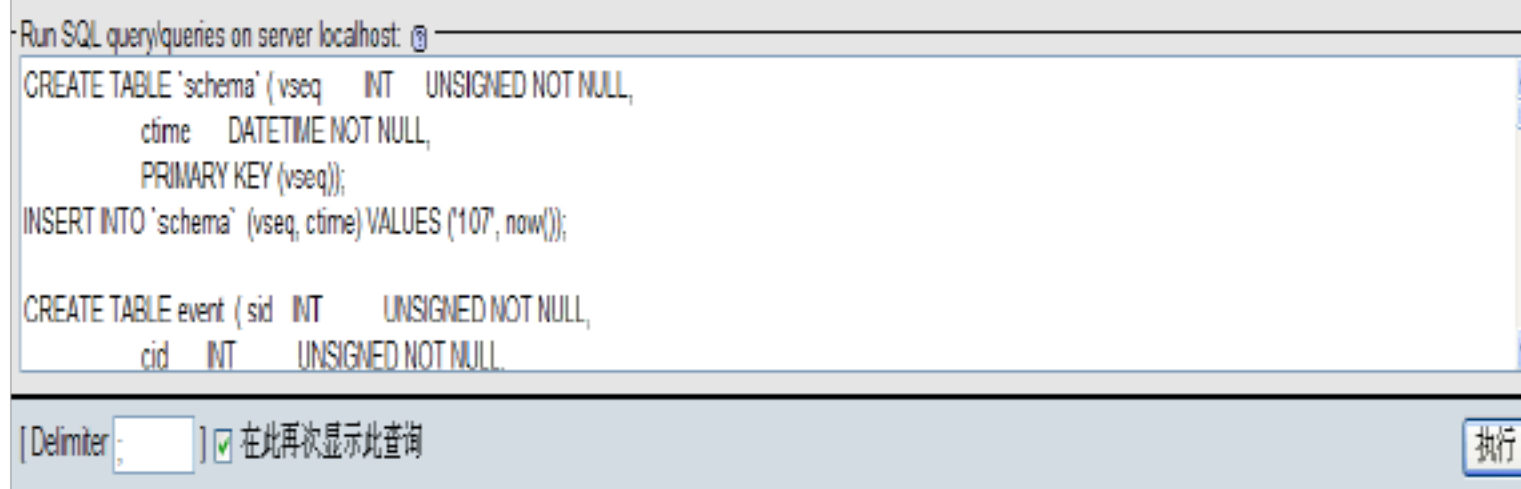 Run SQL query/queries on server localhost:
CREATE TABLE `schema` ( vseq INT UNSIGNED NOT NULL,
ctime DATETIME NOT NULL,
PRIMARY KEY (vseq));
INSERT INTO `schema` (vseq, ctime) VALUES ('107', now());
CREATE TABLE event ( sid INT UNSIGNED NOT NULL,
cid INT UNSIGNED NOT NULL,
[ Delimiter ; ] 在此再次显示此查询 执行